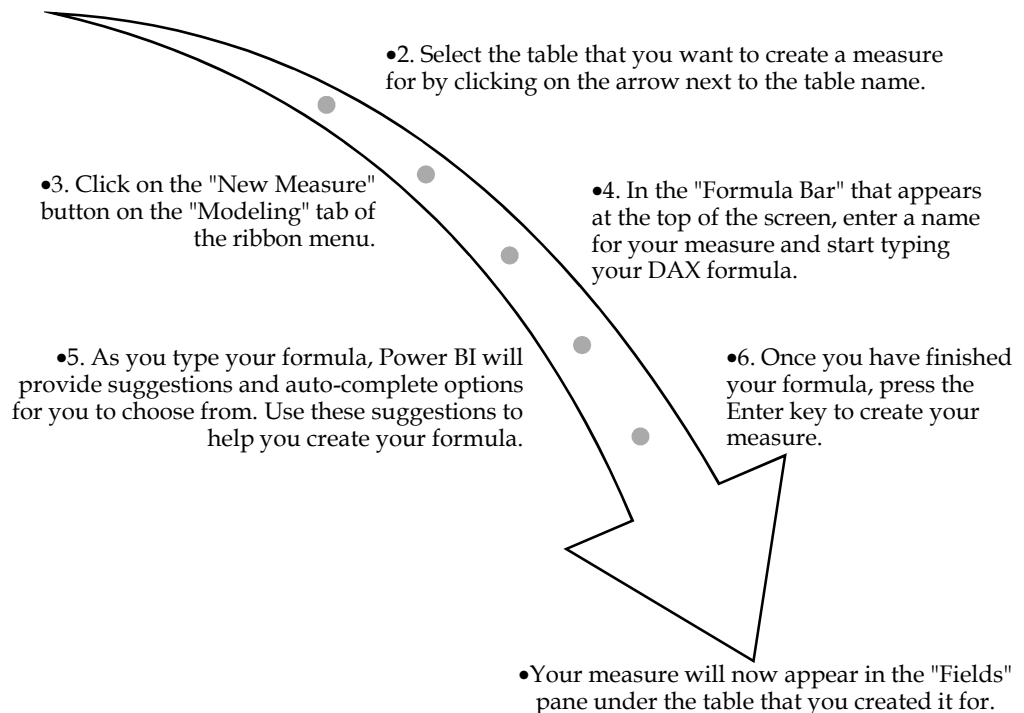 •2. Select the table that you want to create a measure
for by clicking on the arrow next to the table name.
•3. Click on the "New Measure"
button on the "Modeling" tab of
the ribbon menu.
•4. In the "Formula Bar" that appears
at the top of the screen, enter a name
for your measure and start typing
your DAX formula.
•5. As you type your formula, Power BI will
provide suggestions and auto-complete options
for you to choose from. Use these suggestions to
help you create your formula.
•6. Once you have finished
your formula, press the
Enter key to create your
measure.
•Your measure will now appear in the "Fields"
pane under the table that you created it for.